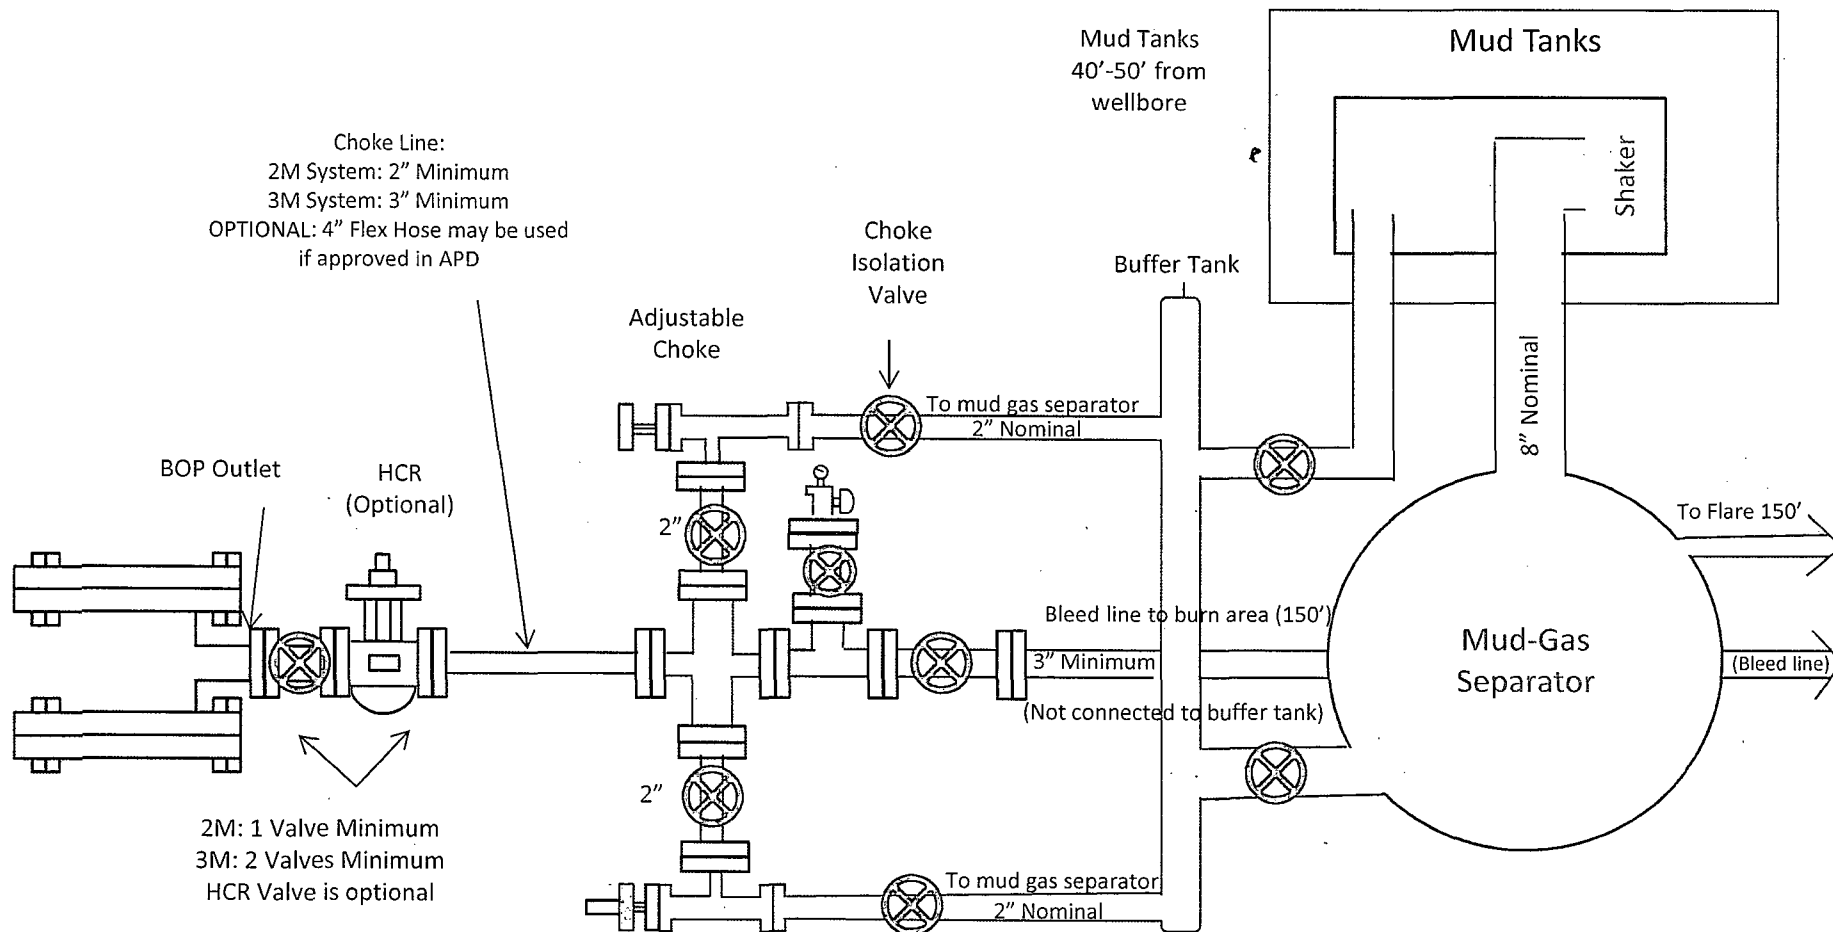 Mud Tanks
40'-50' from
wellbore
Mud Tanks
Shaker
Choke Line:
2M System: 2” Minimum
3M System: 3” Minimum
OPTIONAL: 4” Flex Hose may be used
if approved in APD
Choke
Isolation
Valve
Buffer Tank
Adjustable
Choke
8” Nominal
To mud gas separator
2” Nominal
BOP Outlet
HCR
(Optional)
2”
To Flare 150'
Bleed line to burn area (150')
3” Minimum
(Not connected to buffer tank)
Mud-Gas
Separator
(Bleed line)
2”
2M: 1 Valve Minimum
3M: 2 Valves Minimum
HCR Valve is optional
To mud gas separator
2” Nominal